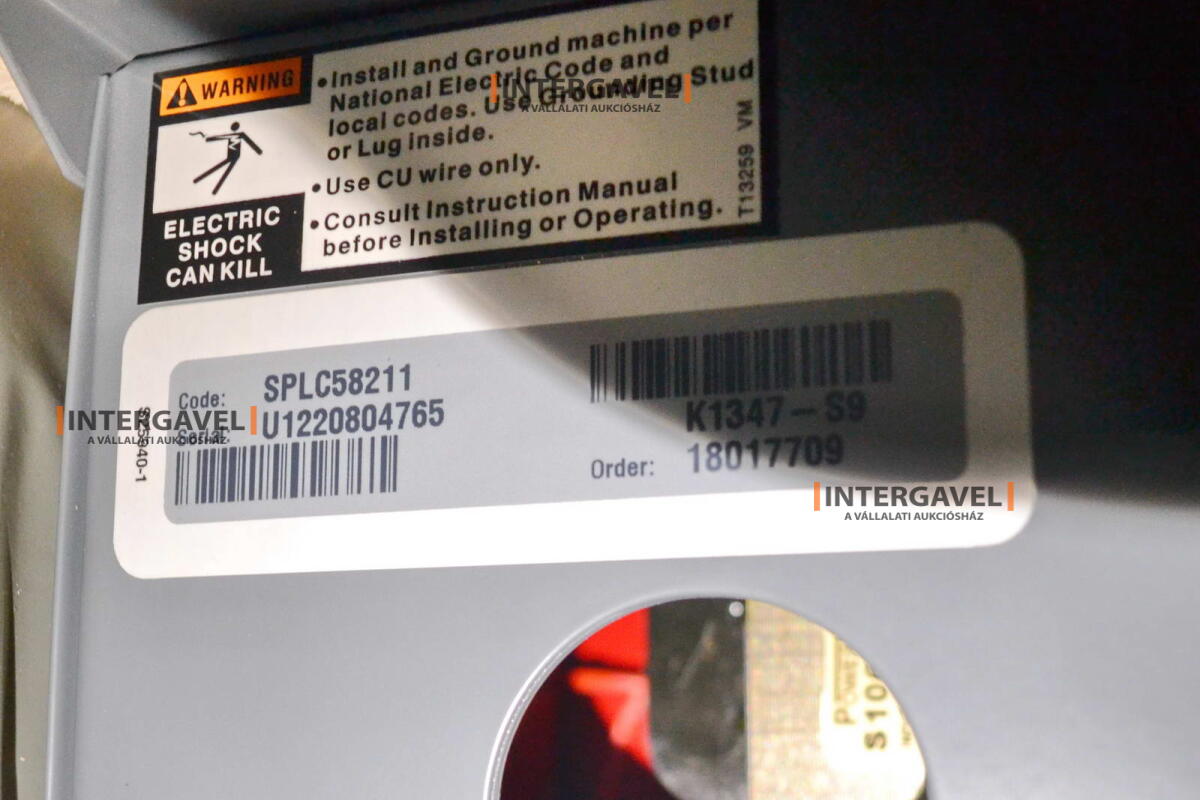 WARNING
ELECTRIC
SHOCK
CAN KILL
•Install and Ground machine per
National Electric Code and
local codes. Use Grounding Stud
or Lug inside.
•Use CU wire only.
•Consult Instruction Manual
before Installing or Operating.
T13259 VM
INTERGAVEL
A VÁLLALATI AUKCIÓSHÁZ
Code: SPLC58211
Serial: U1220804765
K1347-S9
Order: 18017709
INTERGAVEL
A VÁLLALATI AUKCIÓSHÁZ
INTERGAVEL
A VÁLLALATI AUKCIÓSHÁZ